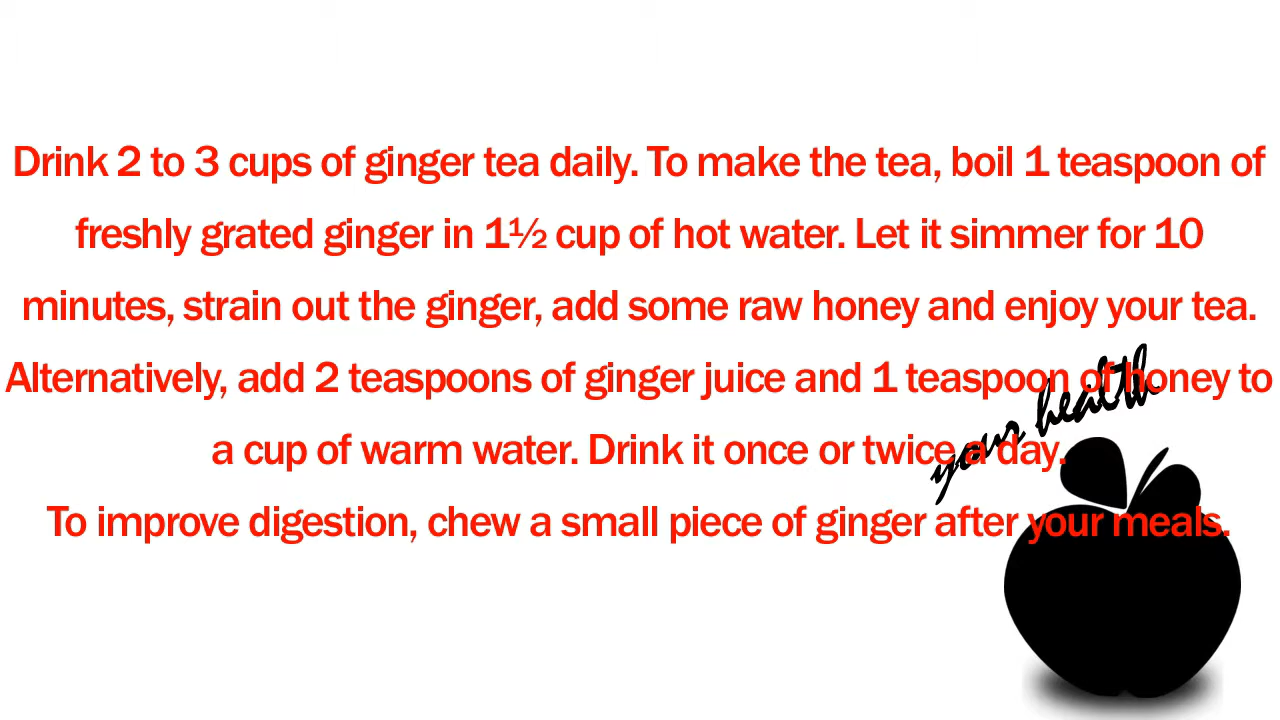 Drink 2 to 3 cups of ginger tea daily. To make the tea, boil 1 teaspoon of
freshly grated ginger in 1½ cup of hot water. Let it simmer for 10
minutes, strain out the ginger, add some raw honey and enjoy your tea.
Alternatively, add 2 teaspoons of ginger juice and 1 teaspoon of honey to
a cup of warm water. Drink it once or twice a day.
To improve digestion, chew a small piece of ginger after your meals.
your health